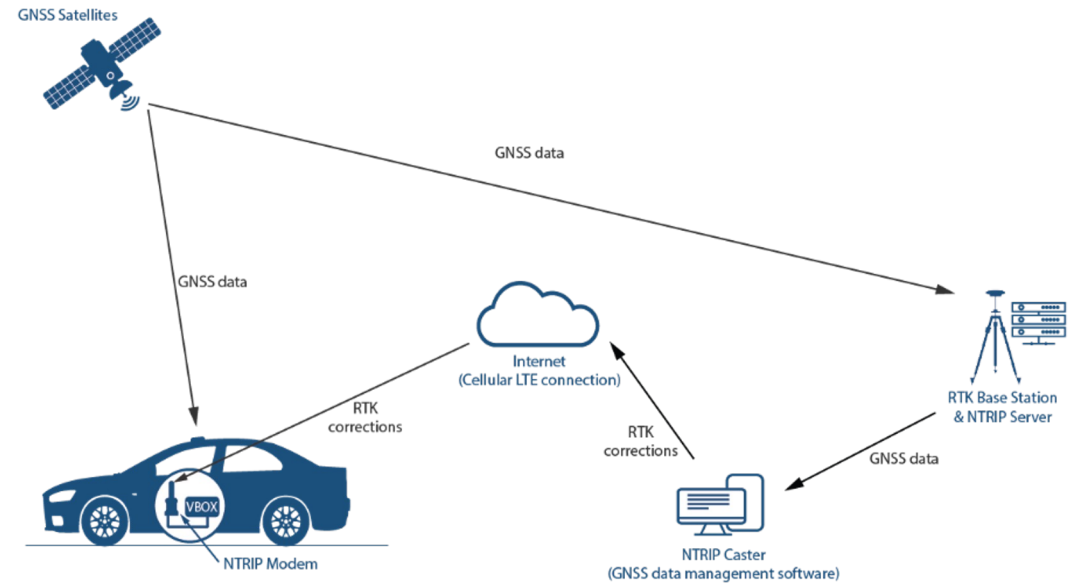 GNSS Satellites
GNSS data
GNSS data
Internet
(Cellular LTE connection)
RTK Base Station
& NTRIP Server
RTK
corrections
RTK
corrections
GNSS data
VBOX
NTRIP Modem
NTRIP Caster
(GNSS data management software)